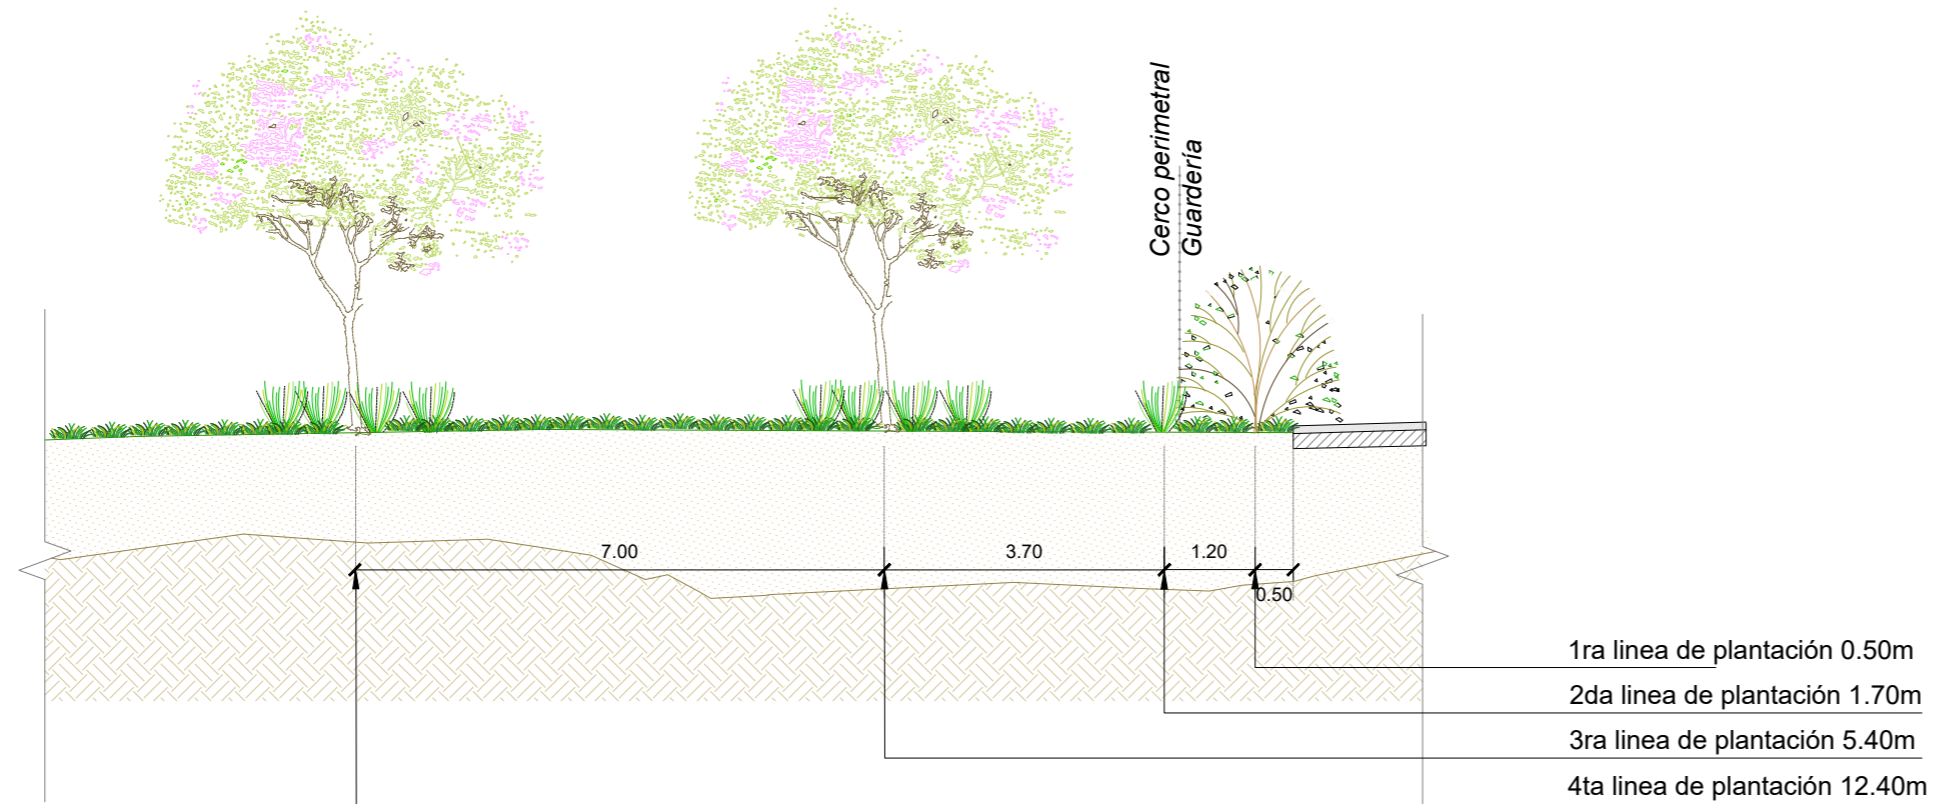 Cerco perimetral
Guardería
7.00
3.70
1.20
0.50
1ra linea de plantación 0.50m
2da linea de plantación 1.70m
3ra linea de plantación 5.40m
4ta linea de plantación 12.40m